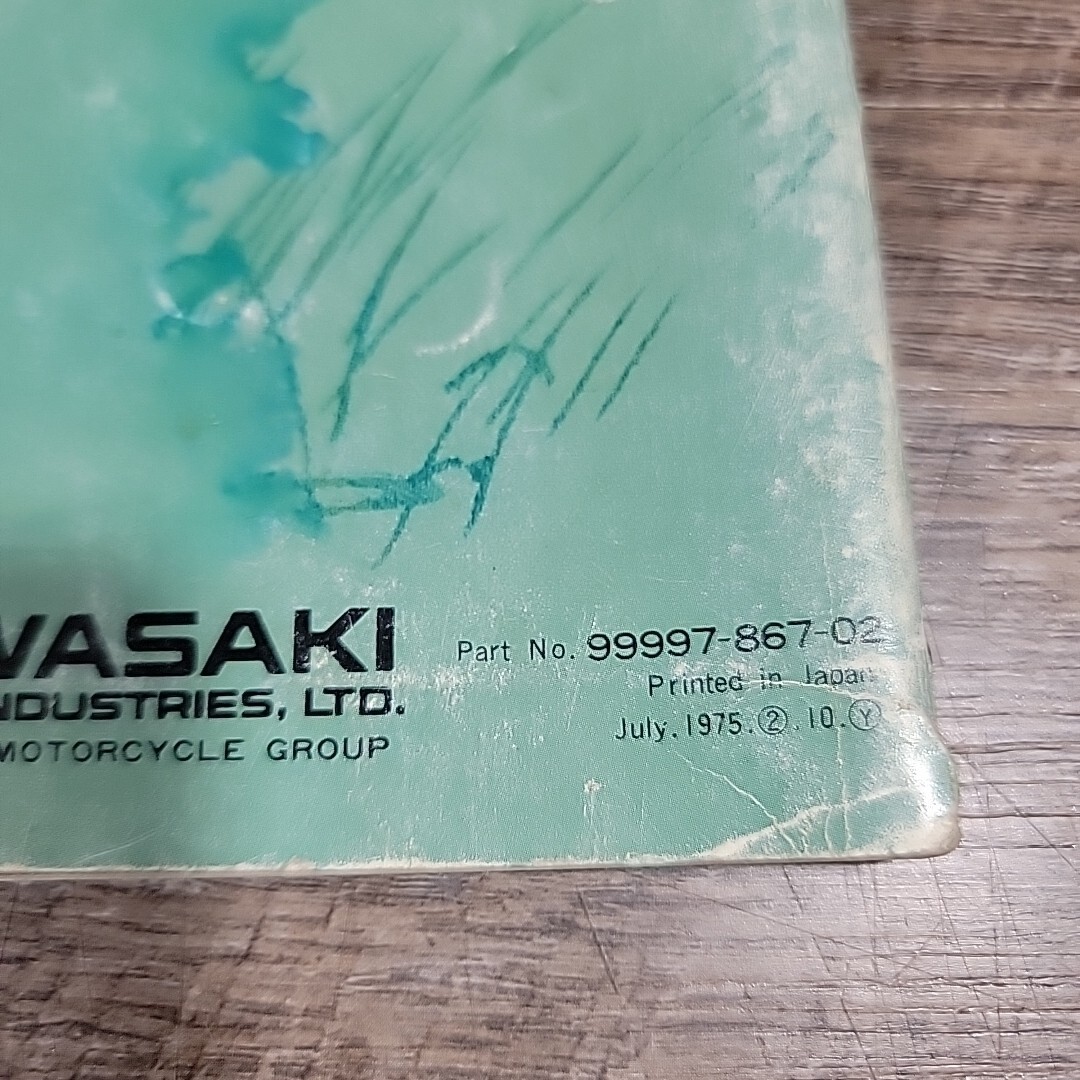 WASAKI
NDUSTRIES, LTD.
MOTORCYCLE GROUP
Part No. 99997-867-02
Printed in Japan
July.1975.②.10.Ⓨ